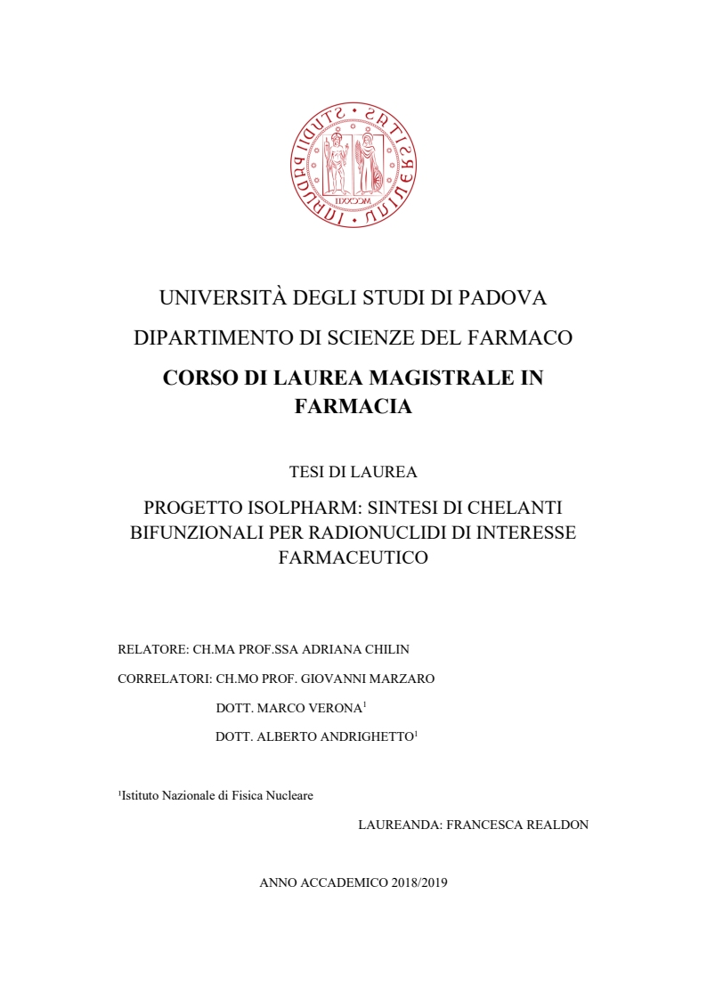 UNIVERSITAS • STUDII PADUANI •
MCCXXII
UNIVERSITÀ DEGLI STUDI DI PADOVA
DIPARTIMENTO DI SCIENZE DEL FARMACO
CORSO DI LAUREA MAGISTRALE IN
FARMACIA
TESI DI LAUREA
PROGETTO ISOLPHARM: SINTESI DI CHELANTI
BIFUNZIONALI PER RADIONUCLIDI DI INTERESSE
FARMACEUTICO
RELATORE: CH.MA PROF.SSA ADRIANA CHILIN
CORRELATORI: CH.MO PROF. GIOVANNI MARZARO
DOTT. MARCO VERONA¹
DOTT. ALBERTO ANDRIGHETTO¹
¹Istituto Nazionale di Fisica Nucleare
LAUREANDA: FRANCESCA REALDON
ANNO ACCADEMICO 2018/2019